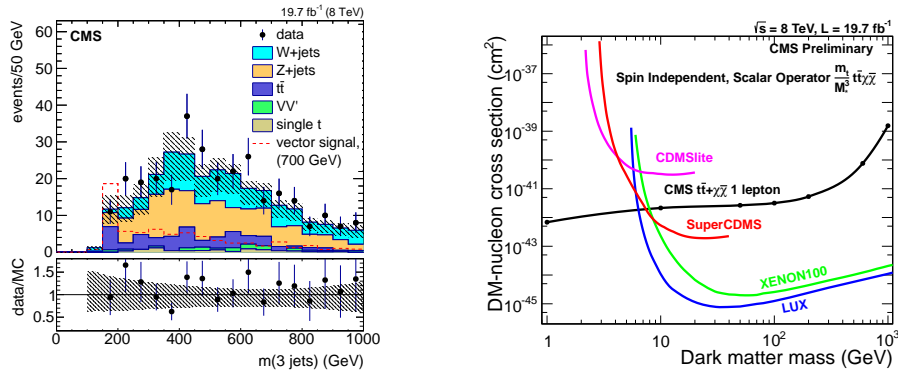 19.7 fb⁻¹ (8 TeV)
CMS
data
W+jets
Z+jets
tt̄
VV'
single t
vector signal,
(700 GeV)
events/50 GeV
60
50
40
30
20
10
0
data/MC
1.5
1
0.5
0 200 400 600 800 1000
m(3 jets) (GeV)
√s = 8 TeV, L = 19.7 fb⁻¹
CMS Preliminary
Spin Independent, Scalar Operator m_t/M_*³ tt̄χχ̄
CDMSlite
CMS tt̄+χχ̄ 1 lepton
SuperCDMS
XENON100
LUX
DM-nucleon cross section (cm²)
10⁻³⁷
10⁻³⁹
10⁻⁴¹
10⁻⁴³
10⁻⁴⁵
1 10 10² 10³
Dark matter mass (GeV)